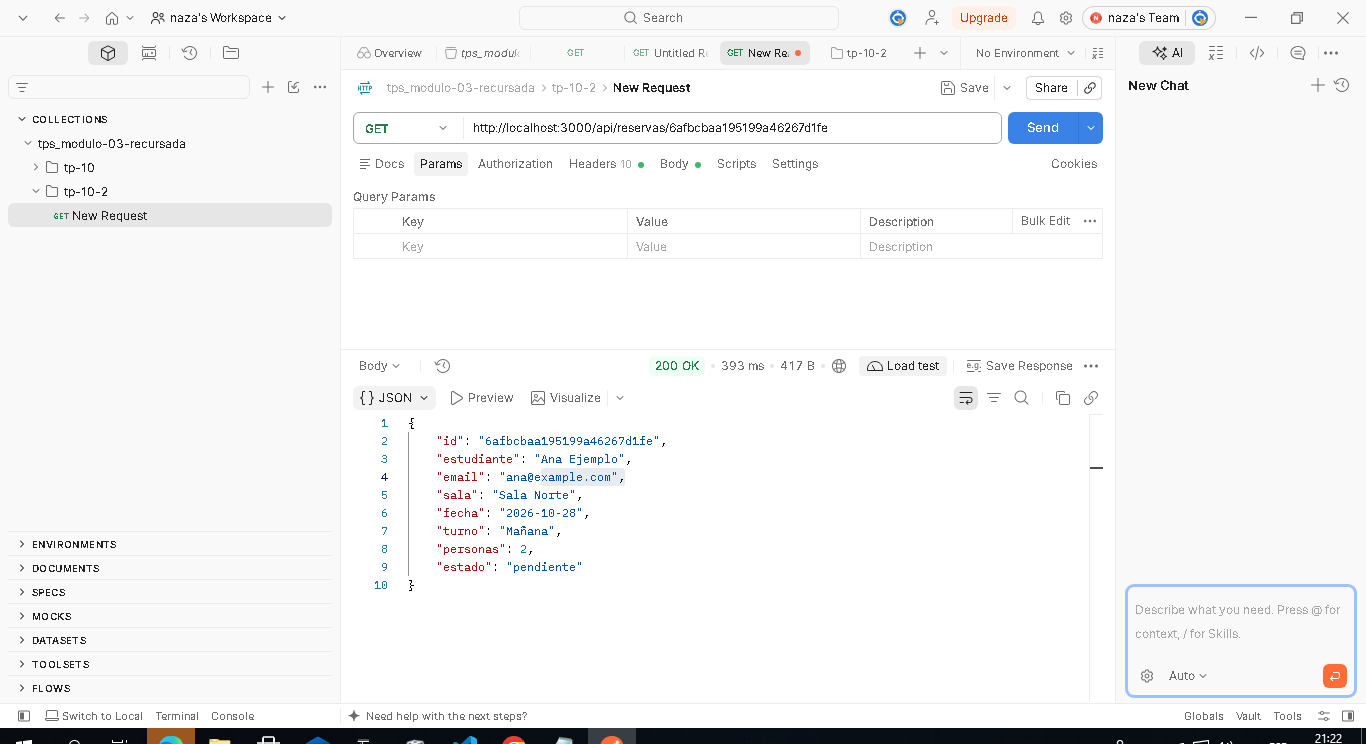 naza's Workspace
Search
Upgrade
naza's Team
Overview
tps_modulo
GET
GET Untitled R
GET New Re.
tp-10-2
No Environment
AI
COLLECTIONS
tps_modulo-03-recursada
tp-10
tp-10-2
GET New Request
ENVIRONMENTS
DOCUMENTS
SPECS
MOCKS
DATASETS
TOOLSETS
FLOWS
HTTP tps_modulo-03-recursada > tp-10-2 > New Request
Save
Share
GET
http://localhost:3000/api/reservas/6afbcbaa195199a46267d1fe
Send
Docs
Params
Authorization
Headers 10
Body
Scripts
Settings
Cookies
Query Params
Key Value Description Bulk Edit
Key Value Description
Body
200 OK
393 ms
417 B
Load test
e.g. Save Response
{ } JSON
Preview
Visualize
1 {
2 "id": "6afbcbaa195199a46267d1fe",
3 "estudiante": "Ana Ejemplo",
4 "email": "ana@example.com",
5 "sala": "Sala Norte",
6 "fecha": "2026-10-28",
7 "turno": "Mañana",
8 "personas": 2,
9 "estado": "pendiente"
10 }
New Chat
Describe what you need. Press @ for
context, / for Skills.
Auto
Switch to Local
Terminal
Console
Need help with the next steps?
Globals
Vault
Tools
21:22